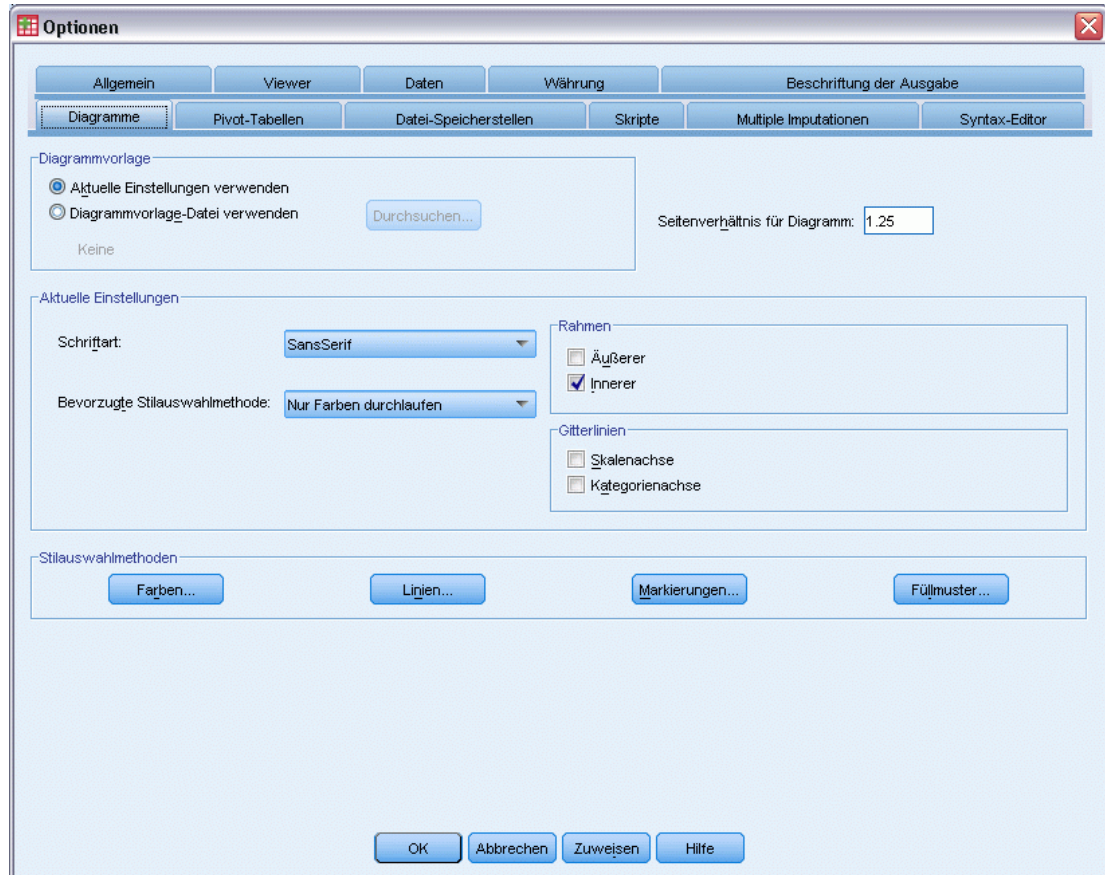 Optionen
Allgemein Viewer Daten Währung Beschriftung der Ausgabe
Diagramme Pivot-Tabellen Datei-Speicherstellen Skripte Multiple Imputationen Syntax-Editor
Diagrammvorlage
Aktuelle Einstellungen verwenden
Diagrammvorlage-Datei verwenden Durchsuchen...
Keine
Seitenverhältnis für Diagramm: 1.25
Aktuelle Einstellungen
Schriftart: SansSerif
Bevorzugte Stilauswahlmethode: Nur Farben durchlaufen
Rahmen
Äußerer
Innerer
Gitterlinien
Skalenachse
Kategorienachse
Stilauswahlmethoden
Farben... Linien... Markierungen... Füllmuster...
OK Abbrechen Zuweisen Hilfe